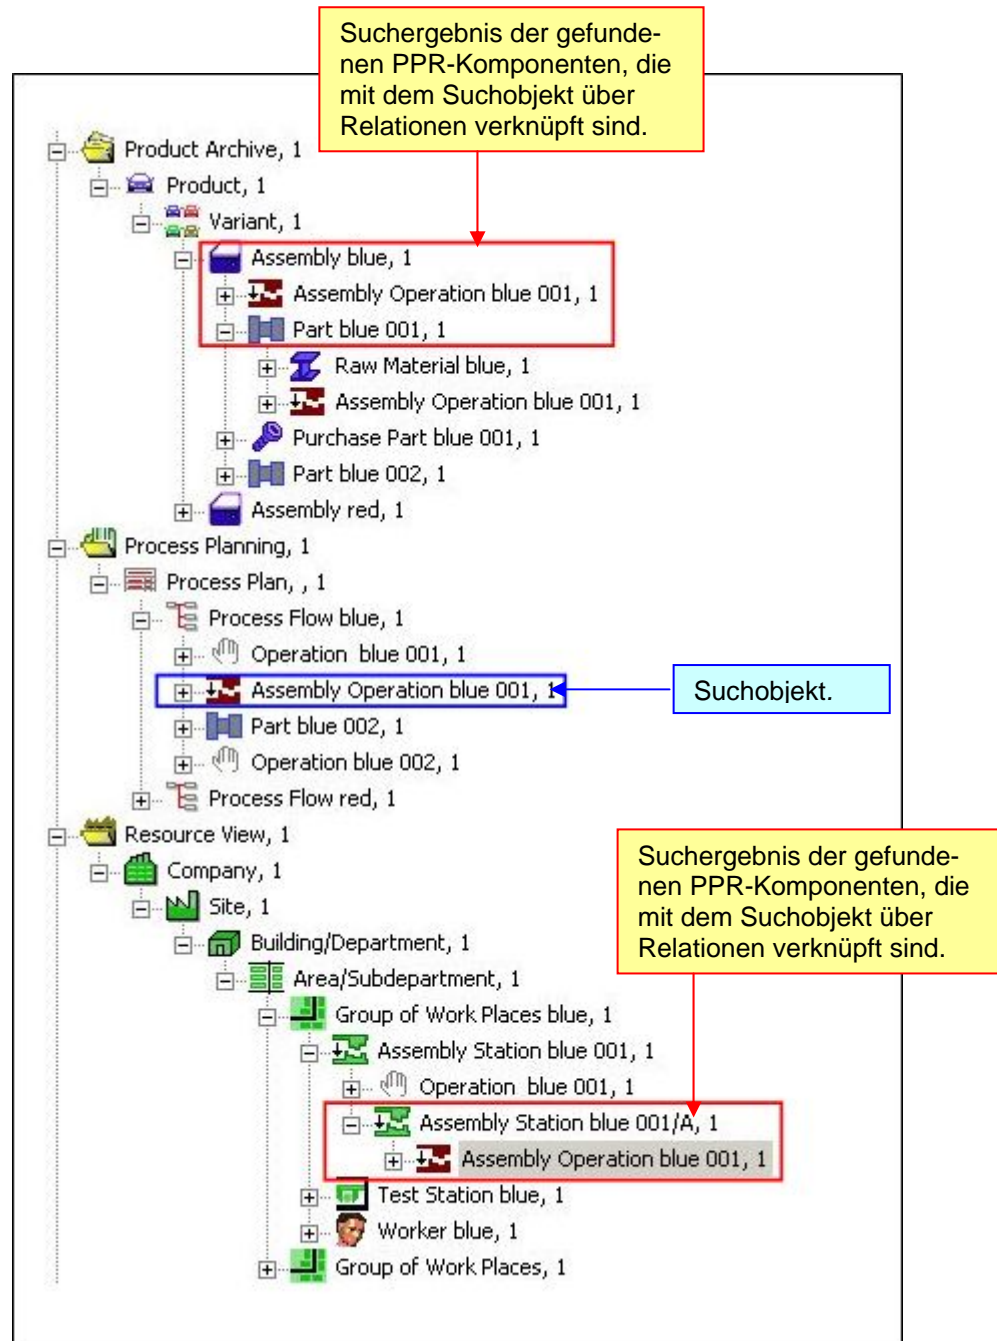 Suchergebnis der gefunde-
nen PPR-Komponenten, die
mit dem Suchobjekt über
Relationen verknüpft sind.
Product Archive, 1
Product, 1
Variant, 1
Assembly blue, 1
Assembly Operation blue 001, 1
Part blue 001, 1
Raw Material blue, 1
Assembly Operation blue 001, 1
Purchase Part blue 001, 1
Part blue 002, 1
Assembly red, 1
Process Planning, 1
Process Plan, , 1
Process Flow blue, 1
Operation  blue 001, 1
Assembly Operation blue 001, 1
Suchobjekt.
Part blue 002, 1
Operation blue 002, 1
Process Flow red, 1
Resource View, 1
Company, 1
Site, 1
Building/Department, 1
Area/Subdepartment, 1
Suchergebnis der gefunde-
nen PPR-Komponenten, die
mit dem Suchobjekt über
Relationen verknüpft sind.
Group of Work Places blue, 1
Assembly Station blue 001, 1
Operation  blue 001, 1
Assembly Station blue 001/A, 1
Assembly Operation blue 001, 1
Test Station blue, 1
Worker blue, 1
Group of Work Places, 1